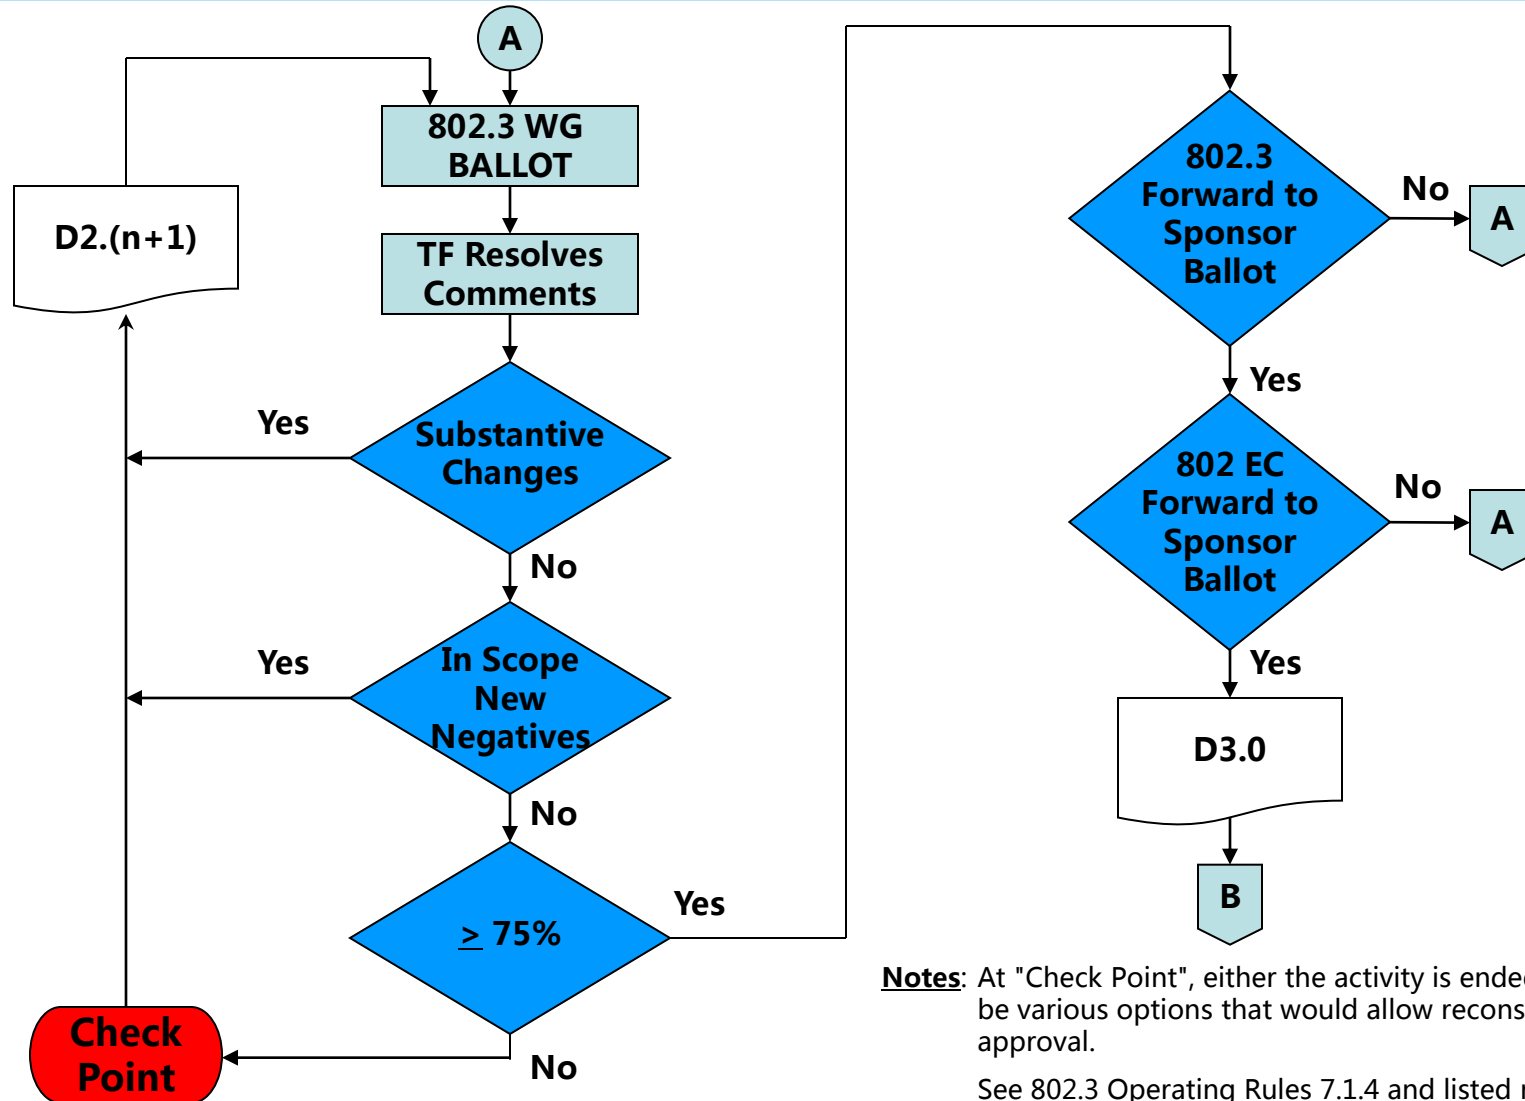 A
802.3 WG
BALLOT
D2.(n+1)
TF Resolves
Comments
Yes
Substantive
Changes
No
Yes
In Scope
New
Negatives
No
> 75%
Yes
No
Check
Point
802.3
Forward to
Sponsor
Ballot
No
A
Yes
802 EC
Forward to
Sponsor
Ballot
No
A
Yes
D3.0
B
Notes: At "Check Point", either the activity is ended
be various options that would allow recons
approval.
See 802.3 Operating Rules 7.1.4 and listed